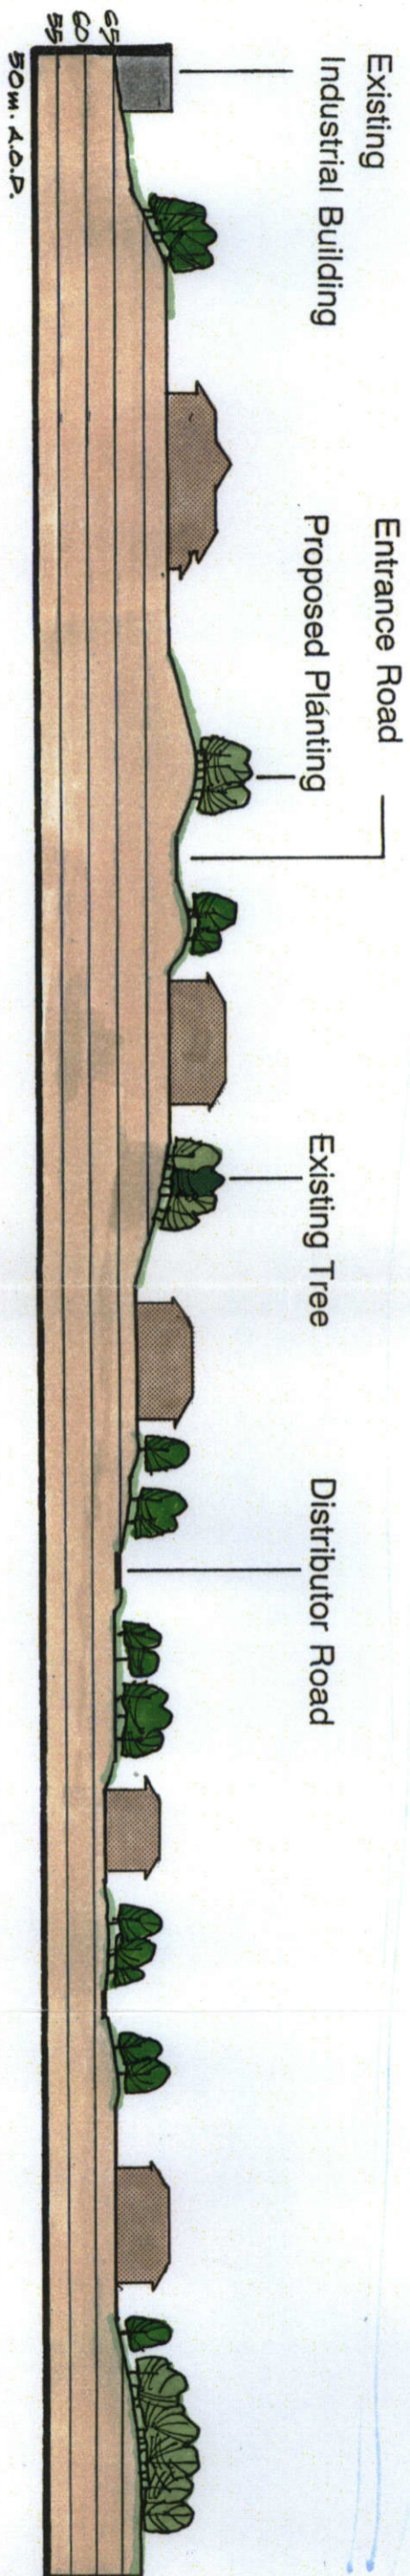 Existing
Industrial Building
Entrance Road
Proposed Planting
Existing Tree
Distributor Road
65
60
55
50m. A.O.D.